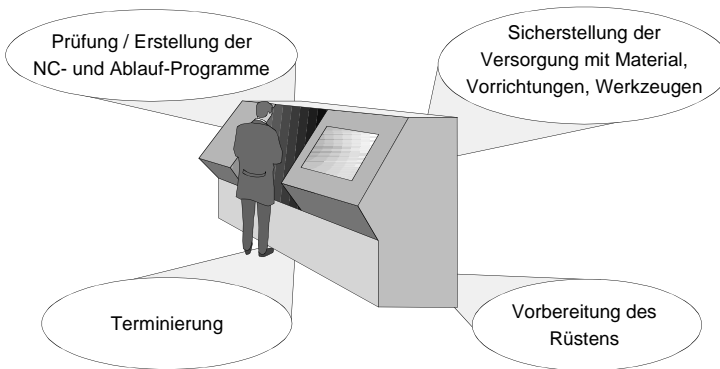 Prüfung / Erstellung der
NC- und Ablauf-Programme
Sicherstellung der
Versorgung mit Material,
Vorrichtungen, Werkzeugen
Terminierung
Vorbereitung des
Rüstens